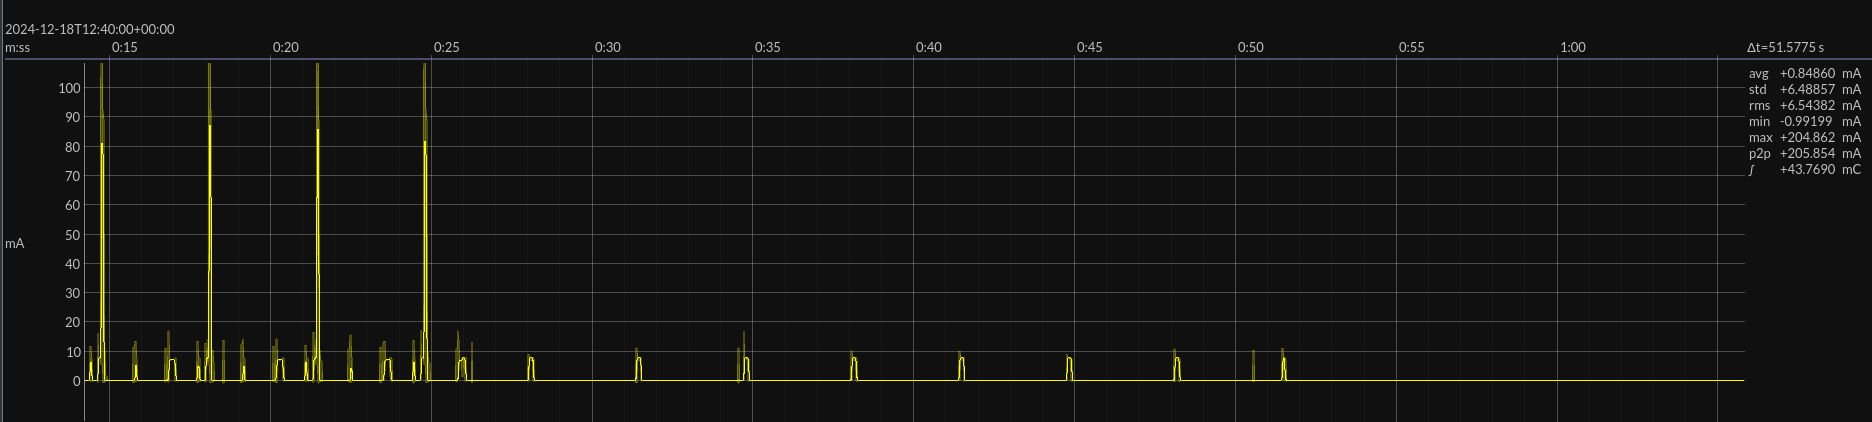 2024-12-18T12:40:00+00:00
m:ss 0:15 0:20 0:25 0:30 0:35 0:40 0:45 0:50 0:55 1:00 Δt=51.5775 s
avg +0.84860 mA
std +6.48857 mA
rms +6.54382 mA
min -0.99199 mA
max +204.862 mA
p2p +205.854 mA
∫ +43.7690 mC
mA
100
90
80
70
60
50
40
30
20
10
0